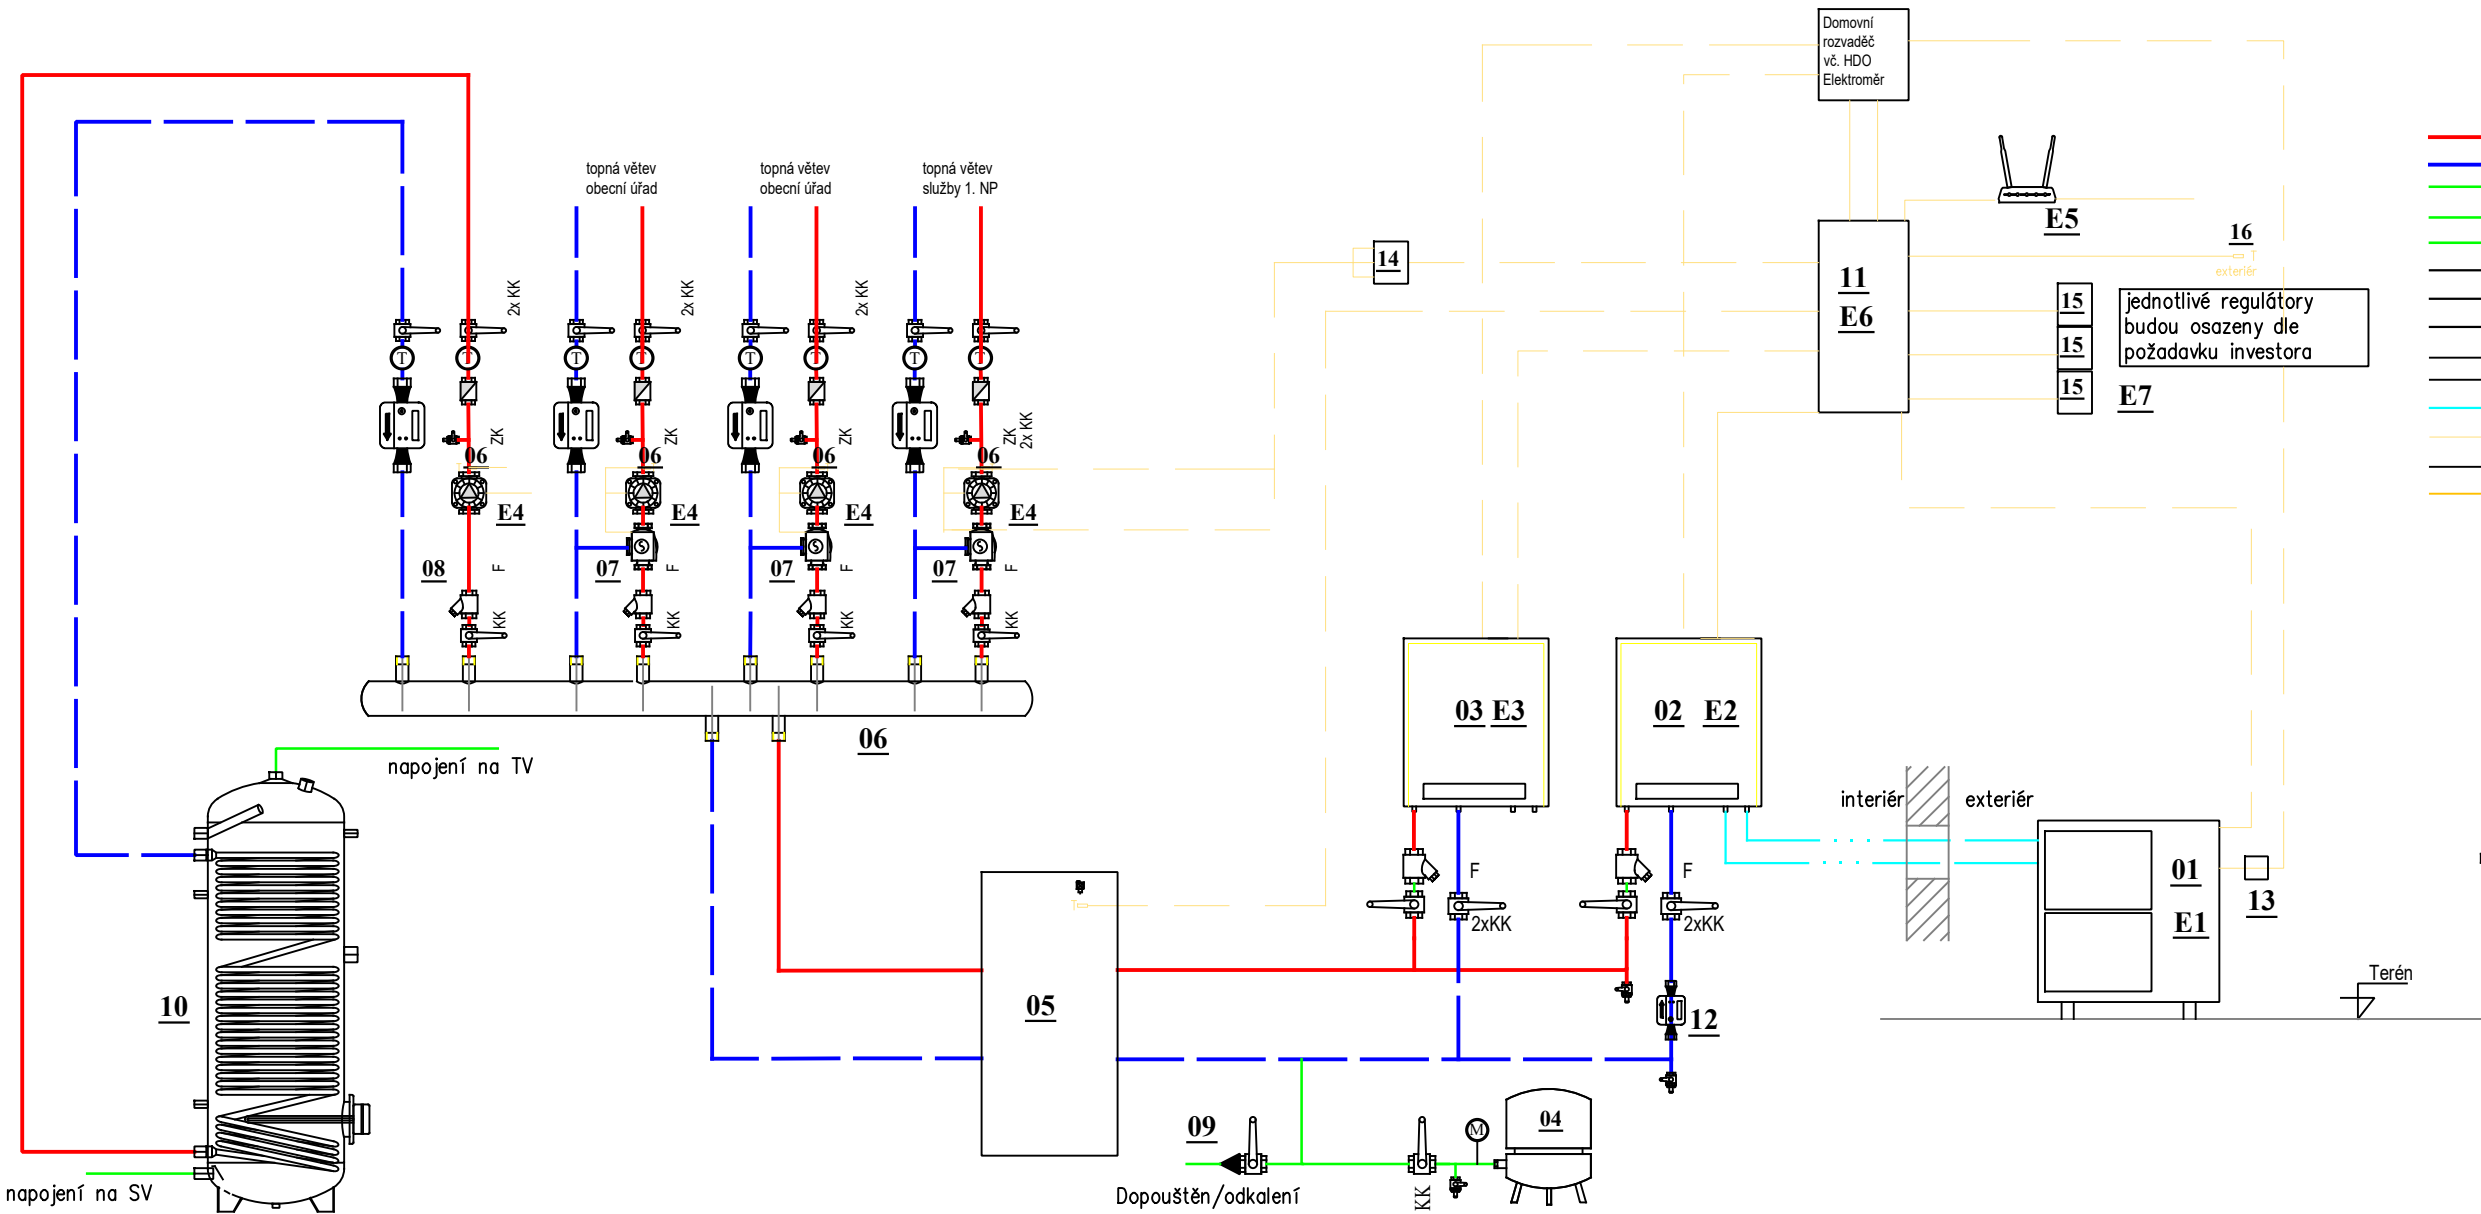 Domovní
rozvaděč
vč. HDO
Elektroměr
topná větev
obecní úřad
topná větev
obecní úřad
topná větev
služby 1. NP
E5
16
T
exteriér
14
11
E6
15
15
15
E7
jednotlivé regulátory
budou osazeny dle
požadavku investora
2x KK
2x KK
2x KK
T
T
T
T
T
T
T
T
ZK
ZK
ZK
ZK
2x KK
06
06
06
06
E4
E4
E4
E4
08
07
07
07
F
F
F
F
KK
KK
KK
KK
06
napojení na TV
03 E3
02 E2
interiér
exteriér
F
F
2xKK
2xKK
01
E1
13
Terén
T
05
12
10
09
M
04
KK
Dopouštěn/odkalení
napojení na SV